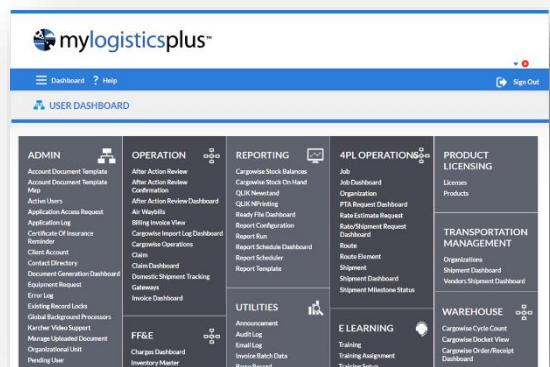 mylogisticsplus™
Dashboard ? Help
Sign Out
USER DASHBOARD
ADMIN
Account Document Template
Account Document Template
Map
Active Users
Application Access Request
Application Log
Certificate Of Insurance
Reminder
Client Account
Contact Directory
Document Generation Dashboard
Equipment Request
Error Log
Existing Record Locks
Global Background Processors
Karcher Video Support
Manage Uploaded Document
Organizational Unit
Pending User
OPERATION
After Action Review
After Action Review
Confirmation
After Action Review Dashboard
Air Waybills
Billing Invoice View
Cargowise Import Log Dashboard
Cargowise Operations
Claim
Claim Dashboard
Domestic Shipment Tracking
Gateways
Invoice Dashboard
FF&E
Charges Dashboard
Inventory Master
REPORTING
Cargowise Stock Balances
Cargowise Stock On Hand
QLIK Newstand
QLIK NPrinting
Ready File Dashboard
Report Configuration
Report Run
Report Schedule Dashboard
Report Scheduler
Report Template
UTILITIES
Announcement
Audit Log
Email Log
Invoice Batch Data
Parse Record
4PL OPERATIONS
Job
Job Dashboard
Organization
PTA Request Dashboard
Rate Estimate Request
Rate/Shipment Request
Dashboard
Route
Route Element
Shipment
Shipment Dashboard
Shipment Milestone Status
E LEARNING
Training
Training Assignment
Training Setup
PRODUCT
LICENSING
Licenses
Products
TRANSPORTATION
MANAGEMENT
Organizations
Shipment Dashboard
Vendors Shipment Dashboard
WAREHOUSE
Cargowise Cycle Count
Cargowise Docket View
Cargowise Order/Receipt
Dashboard